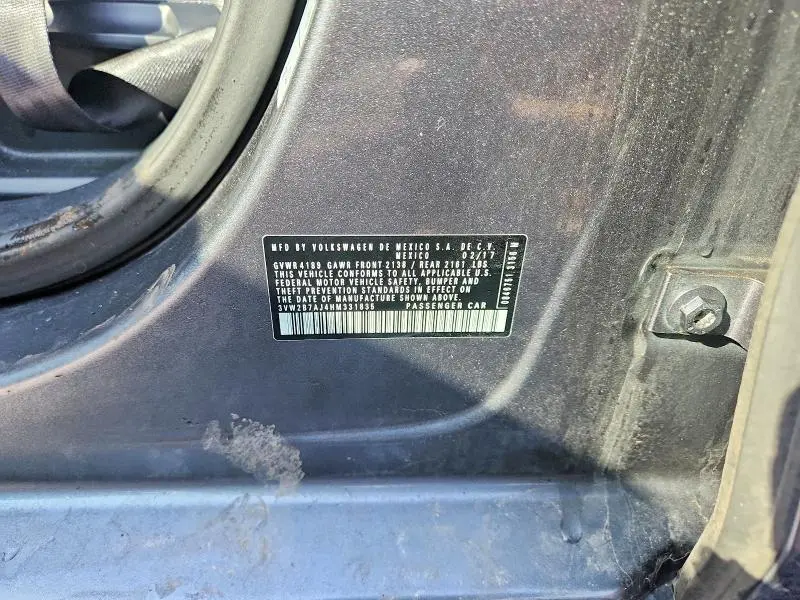 MFD BY VOLKSWAGEN DE MEXICO S.A. DE C.V.
MEXICO 02/17
GVWR 4189 GAWR FRONT 2138 / REAR 2161 LBS
THIS VEHICLE CONFORMS TO ALL APPLICABLE U.S.
FEDERAL MOTOR VEHICLE SAFETY, BUMPER AND
THEFT PREVENTION STANDARDS IN EFFECT ON
THE DATE OF MANUFACTURE SHOWN ABOVE.
3VW2B7AJ4HM331835 PASSENGER CAR